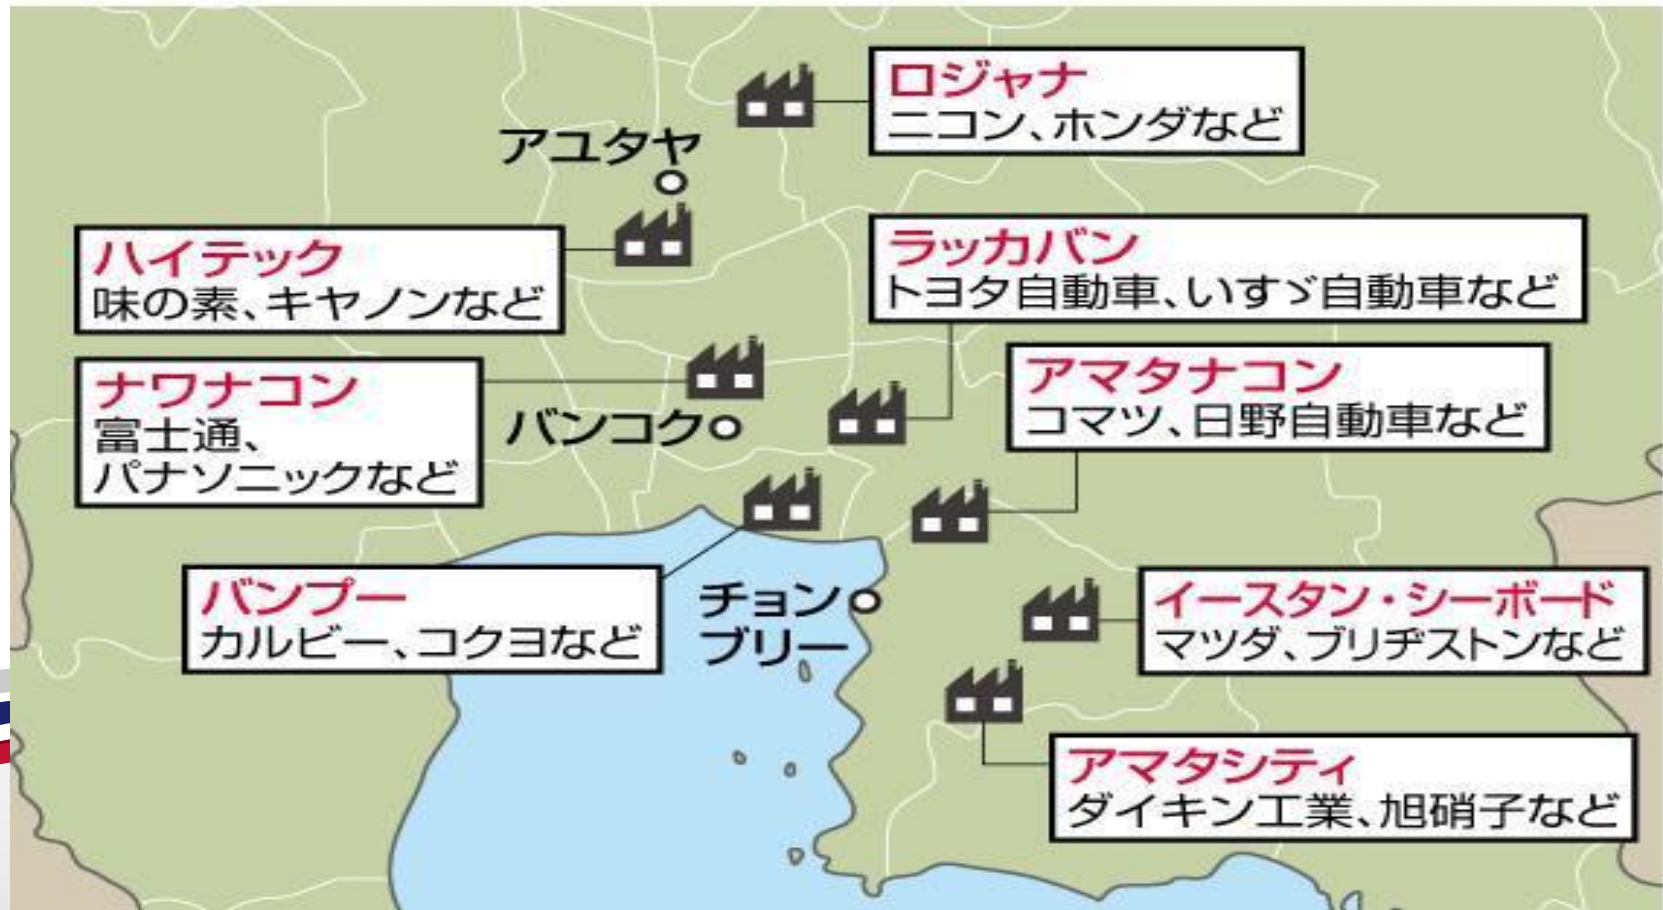 ロジャナ
ニコン、ホンダなど
アユタヤ
ハイテック
味の素、キヤノンなど
ラッカバン
トヨタ自動車、いすゞ自動車など
ナワナコン
富士通、
パナソニックなど
バンコク
アマタナコン
コマツ、日野自動車など
バンプー
カルビー、コクヨなど
チョン
ブリー
イースタン・シーボード
マツダ、ブリヂストンなど
アマタシティ
ダイキン工業、旭硝子など